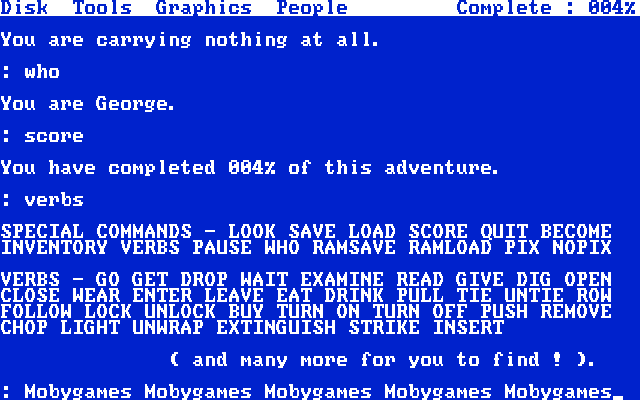 Disk Tools Graphics People Complete : 004%
You are carrying nothing at all.
: who
You are George.
: score
You have completed 004% of this adventure.
: verbs
SPECIAL COMMANDS - LOOK SAVE LOAD SCORE QUIT BECOME
INVENTORY VERBS PAUSE WHO RAMSAVE RAMLOAD PIX NOPIX
VERBS - GO GET DROP WAIT EXAMINE READ GIVE DIG OPEN
CLOSE WEAR ENTER LEAVE EAT DRINK PULL TIE UNTIE ROW
FOLLOW LOCK UNLOCK BUY TURN ON TURN OFF PUSH REMOVE
CHOP LIGHT UNWRAP EXTINGUISH STRIKE INSERT
( and many more for you to find ! ).
: Mobygames Mobygames Mobygames Mobygames Mobygames_